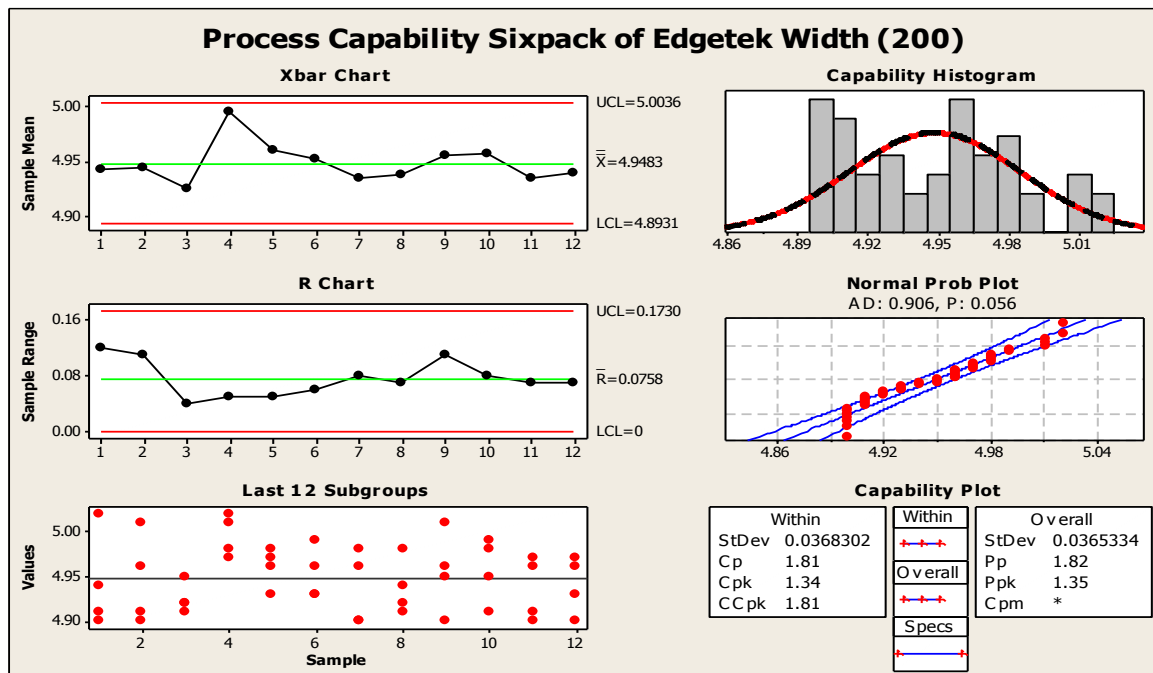 Process Capability Sixpack of Edgetek Width (200)
Xbar Chart
Sample Mean
5.00
4.95
4.90
UCL=5.0036
X=4.9483
LCL=4.8931
1 2 3 4 5 6 7 8 9 10 11 12
Capability Histogram
4.86 4.89 4.92 4.95 4.98 5.01
R Chart
Sample Range
0.16
0.08
0.00
UCL=0.1730
R=0.0758
LCL=0
1 2 3 4 5 6 7 8 9 10 11 12
Normal Prob Plot
AD: 0.906, P: 0.056
4.86 4.92 4.98 5.04
Last 12 Subgroups
Values
5.00
4.95
4.90
2 4 6 8 10 12
Sample
Capability Plot
Within
StDev 0.0368302
Cp 1.81
Cpk 1.34
CCpk 1.81
Within
Overall
Specs
Overall
StDev 0.0365334
Pp 1.82
Ppk 1.35
Cpm *